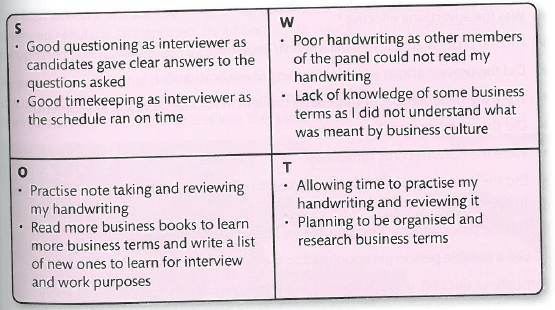 S
• Good questioning as interviewer as
candidates gave clear answers to the
questions asked
• Good timekeeping as interviewer as
the schedule ran on time
W
• Poor handwriting as other members
of the panel could not read my
handwriting
• Lack of knowledge of some business
terms as I did not understand what
was meant by business culture
O
• Practise note taking and reviewing
my handwriting
• Read more business books to learn
more business terms and write a list
of new ones to learn for interview
and work purposes
T
• Allowing time to practise my
handwriting and reviewing it
• Planning to be organised and
research business terms